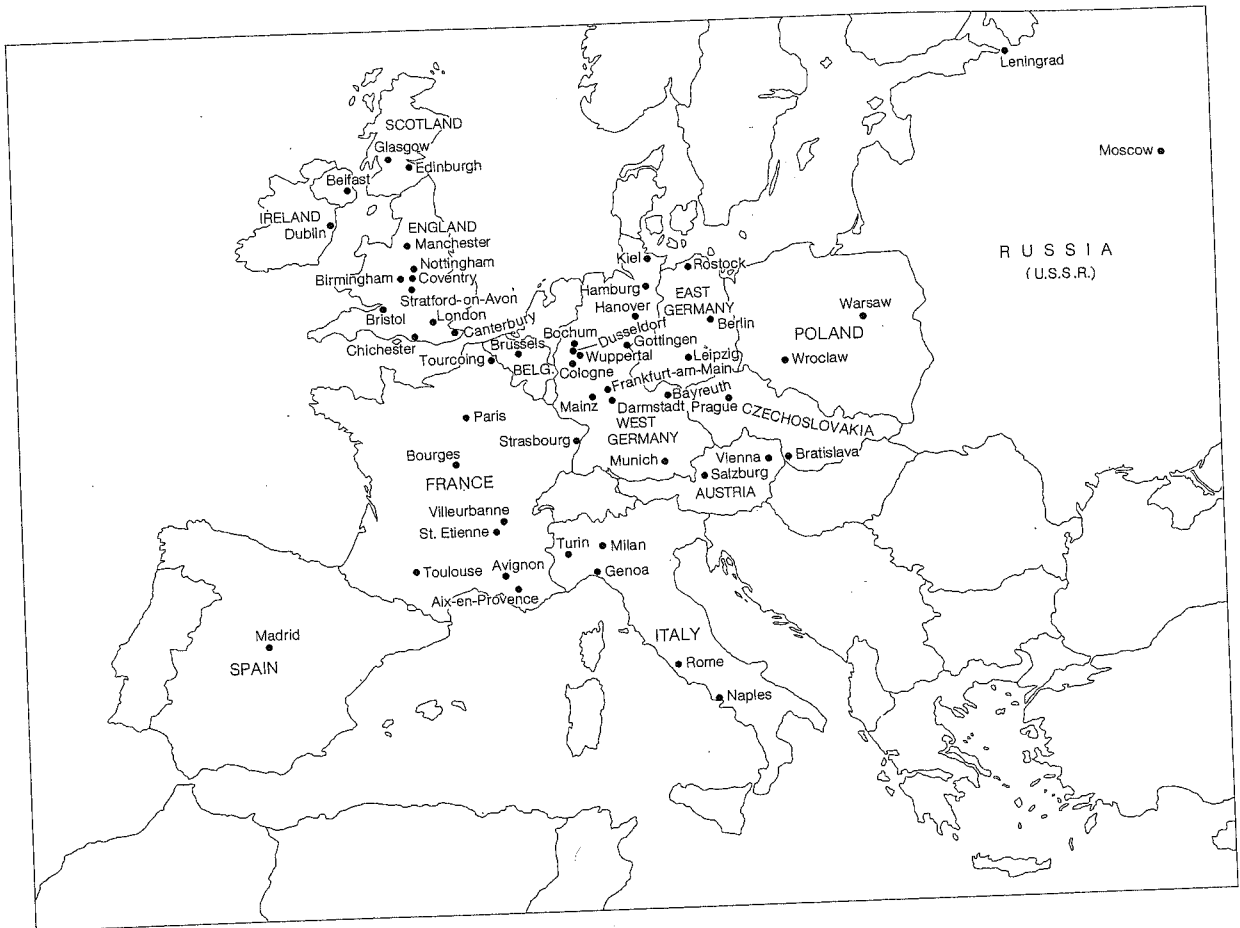 Leningrad
SCOTLAND
Glasgow
Edinburgh
Moscow
Belfast
IRELAND
Dublin
ENGLAND
Manchester
Nottingham
Birmingham
Coventry
Stratford-on-Avon
Bristol
London
Canterbury
Chichester
RUSSIA
(U.S.S.R.)
Kiel
Rostock
Hamburg
EAST
GERMANY
Hanover
Berlin
Warsaw
POLAND
Wroclaw
Bochum
Dusseldorf
Gottingen
Brussels
Wuppertal
Leipzig
Tourcoing
BELG.
Cologne
Frankfurt-am-Main
Mainz
Darmstadt
Bayreuth
Prague
CZECHOSLOVAKIA
WEST
GERMANY
Paris
Strasbourg
Bourges
FRANCE
Munich
Vienna
Bratislava
Salzburg
AUSTRIA
Villeurbanne
St. Etienne
Turin
Milan
Toulouse
Avignon
Genoa
Aix-en-Provence
Madrid
SPAIN
ITALY
Rome
Naples